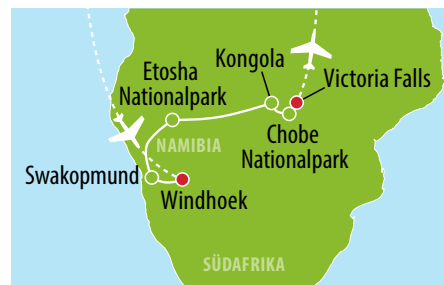 Kongola
Etosha
Nationalpark
Victoria Falls
Chobe
Nationalpark
NAMIBIA
Swakopmund
Windhoek
SÜDAFRIKA